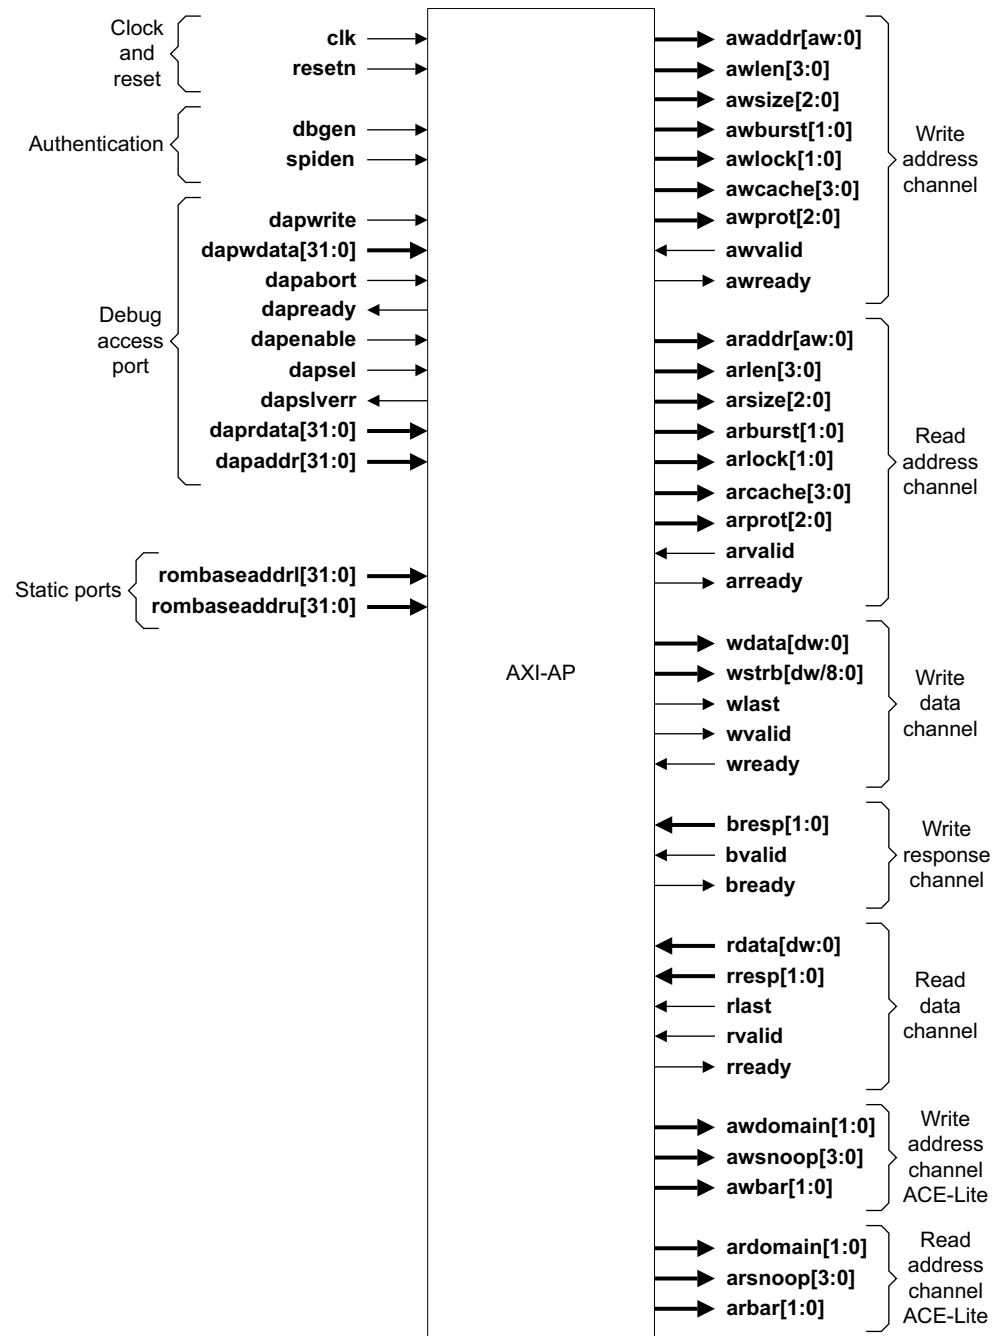 Clock
and
reset
clk
resetn
Authentication
dbgen
spiden
Debug
access
port
dapwrite
dapwdata[31:0]
dapabort
dapready
dapenable
dapsel
dapslverr
daprdata[31:0]
dapaddr[31:0]
Static ports
rombaseaddrl[31:0]
rombaseaddru[31:0]
AXI-AP
awaddr[aw:0]
awlen[3:0]
awsize[2:0]
awburst[1:0]
awlock[1:0]
awcache[3:0]
awprot[2:0]
awvalid
awready
Write
address
channel
araddr[aw:0]
arlen[3:0]
arsize[2:0]
arburst[1:0]
arlock[1:0]
arcache[3:0]
arprot[2:0]
arvalid
arready
Read
address
channel
wdata[dw:0]
wstrb[dw/8:0]
wlast
wvalid
wready
Write
data
channel
bresp[1:0]
bvalid
bready
Write
response
channel
rdata[dw:0]
rresp[1:0]
rlast
rvalid
rready
Read
data
channel
awdomain[1:0]
awsnoop[3:0]
awbar[1:0]
Write
address
channel
ACE-Lite
ardomain[1:0]
arsnoop[3:0]
arbar[1:0]
Read
address
channel
ACE-Lite